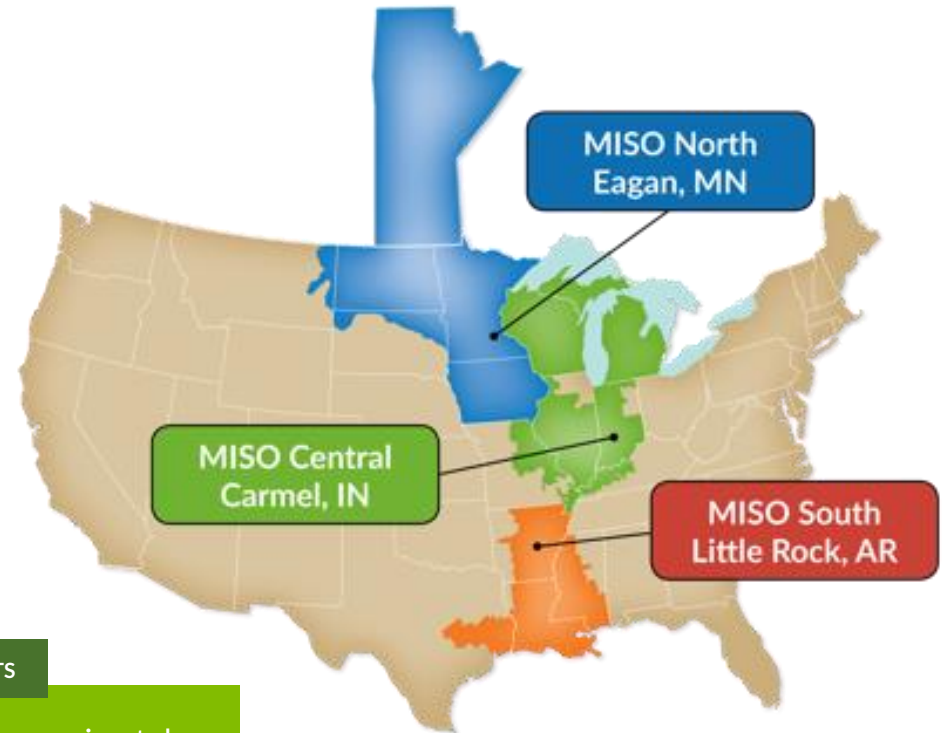 MISO North
Eagan, MN
MISO Central
Carmel, IN
MISO South
Little Rock, AR